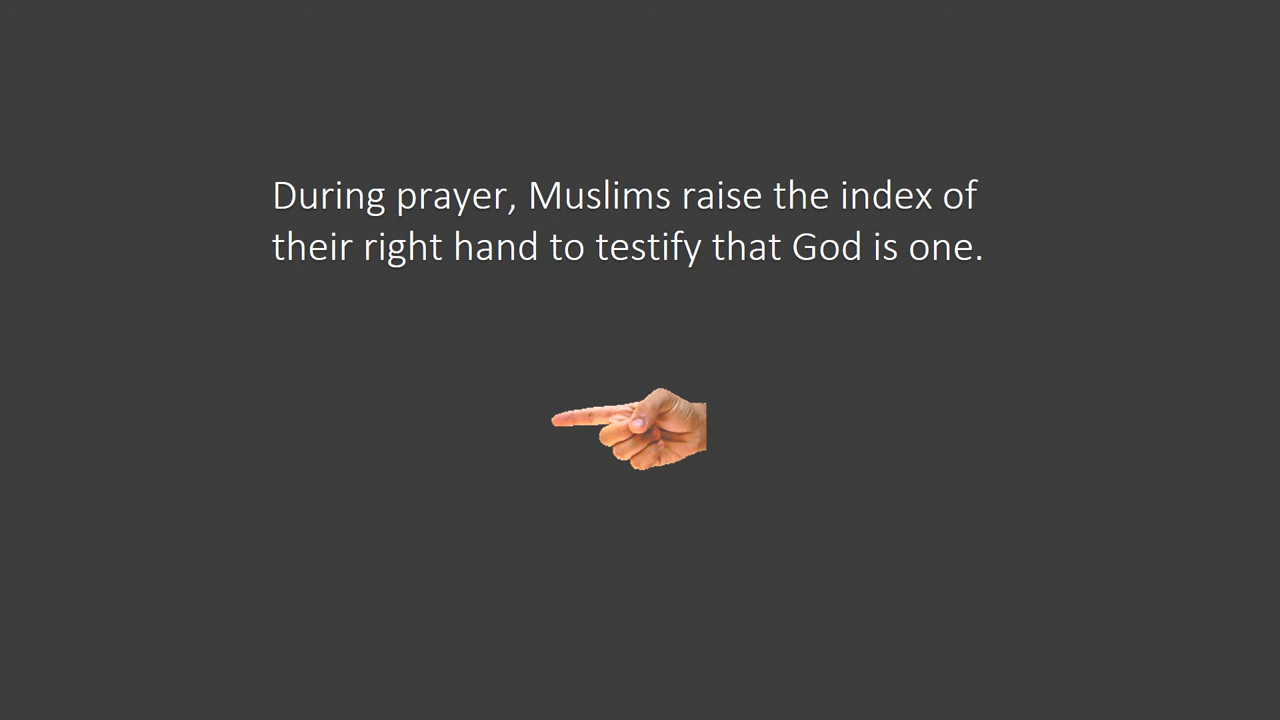 During prayer, Muslims raise the index of
their right hand to testify that God is one.